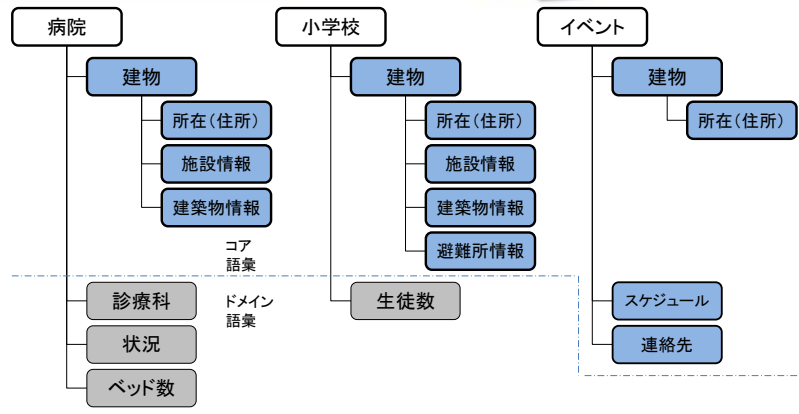 病院
建物
所在(住所)
施設情報
建築物情報
コア
語彙
診療科
ドメイン
語彙
状況
ベッド数
小学校
建物
所在(住所)
施設情報
建築物情報
避難所情報
生徒数
イベント
建物
所在(住所)
スケジュール
連絡先